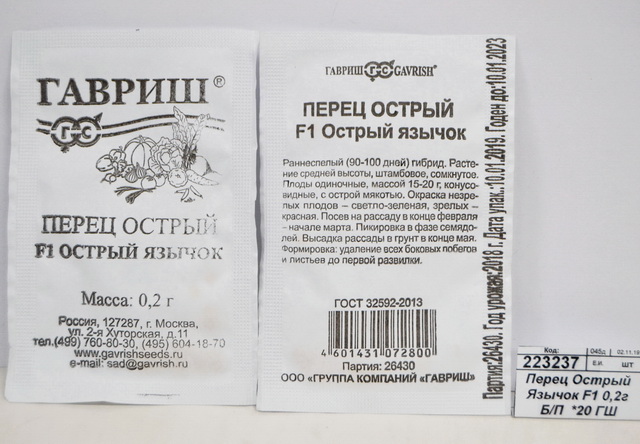 ГАВРИШ®
ГС
ПЕРЕЦ ОСТРЫЙ
F1 ОСТРЫЙ ЯЗЫЧОК
Масса: 0,2 г
Россия, 127287, г. Москва,
ул. 2-я Хуторская, д.11
тел.(499) 760-80-30, (495) 604-18-70
www.gavrishseeds.ru
e-mail: sad@gavrish.ru
ГАВРИШ ГС GAVRISH®
ПЕРЕЦ ОСТРЫЙ
F1 Острый язычок
Раннеспелый (90-100 дней) гибрид. Расте-
ние средней высоты, штамбовое, сомкнутое.
Плоды одиночные, массой 15-20 г, конусо-
видные, с острой мякотью. Окраска незре-
лых плодов – светло-зеленая, зрелых -
красная. Посев на рассаду в конце февраля
- начале марта. Пикировка в фазе семядо-
лей. Высадка рассады в грунт в конце мая.
Формировка: удаление всех боковых побегов
и листьев до первой развилки.
ГОСТ 32592-2013
4 601431 072800
Партия: 26430
ООО «ГРУППА КОМПАНИЙ «ГАВРИШ»
Партия:26430. Год урожая:2018 г. Дата упак.:10.01.2019. Годен до:10.01.2023
Код: 045д 02.11.19
223237 Е.И. шт
Перец Острый
Язычок F1 0,2г
Б/П *20 ГШ